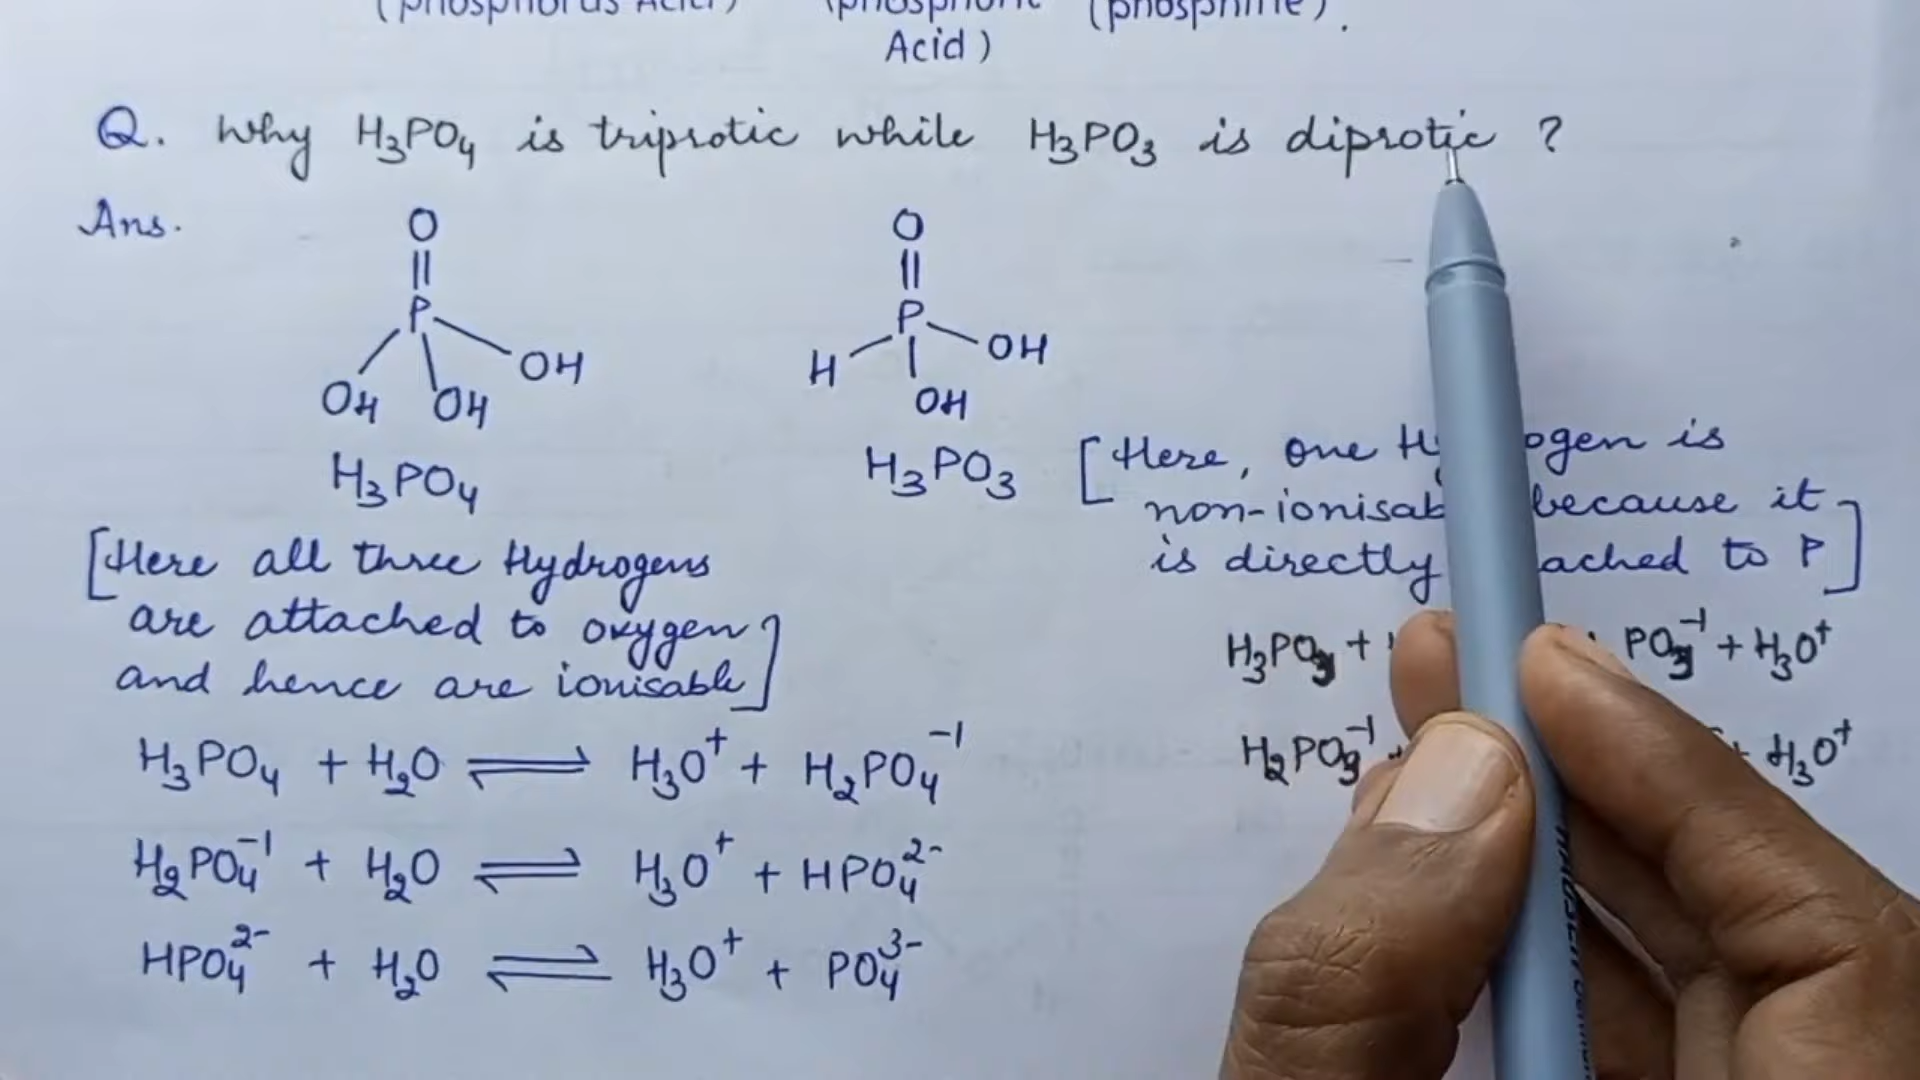 Acid)
Q. Why H₃PO₄ is triprotic while H₃PO₃ is diprotic ?
Ans.
O
P
OH OH OH
H₃PO₄
O
P
H OH OH
H₃PO₃
[Here all three Hydrogens
are attached to oxygen
and hence are ionisable]
H₃PO₄ + H₂O ⇌ H₃O⁺ + H₂PO₄⁻¹
H₂PO₄⁻¹ + H₂O ⇌ H₃O⁺ + HPO₄²⁻
HPO₄²⁻ + H₂O ⇌ H₃O⁺ + PO₄³⁻
[Here, one is
because it
is directly to P]
H₃PO₃ + PO₃⁻¹ + H₃O⁺
H₂PO₃⁻¹ + H₃O⁺